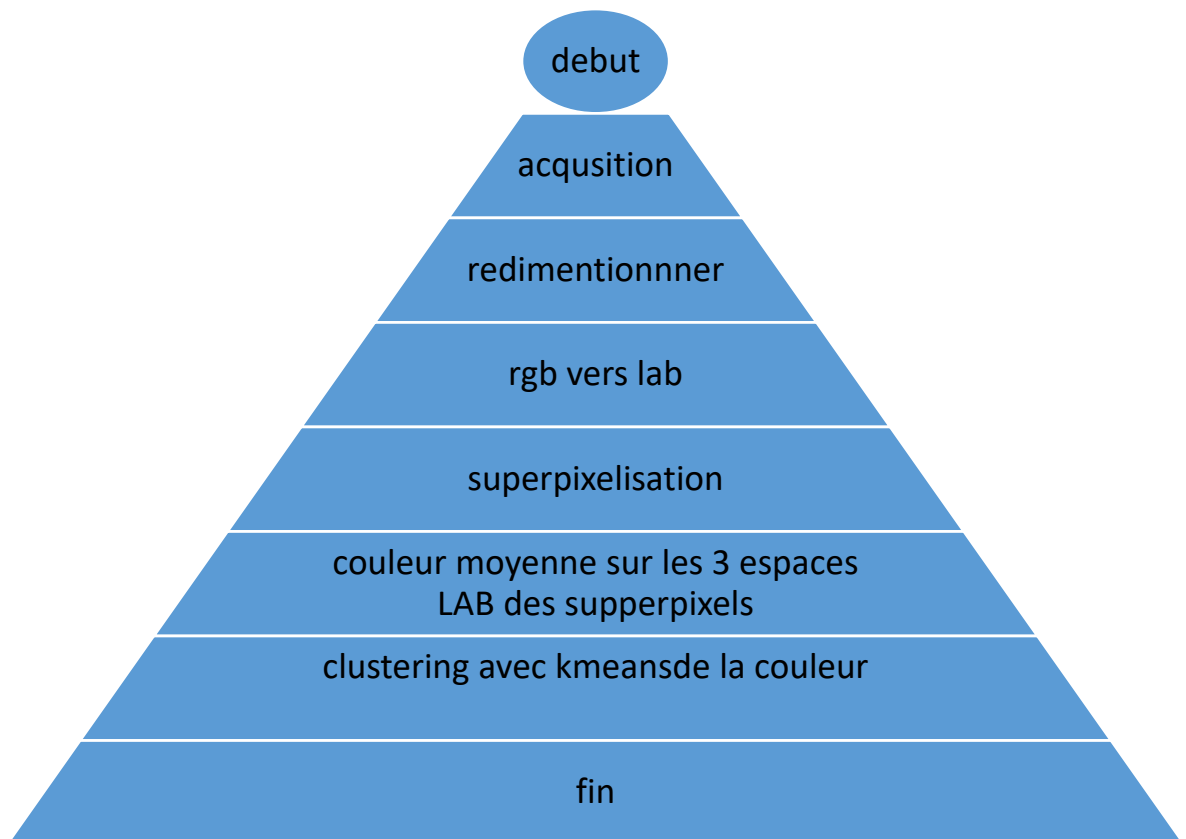 debut
acqusition
redimentionnner
rgb vers lab
superpixelisation
couleur moyenne sur les 3 espaces
LAB des supperpixels
clustering avec kmeansde la couleur
fin